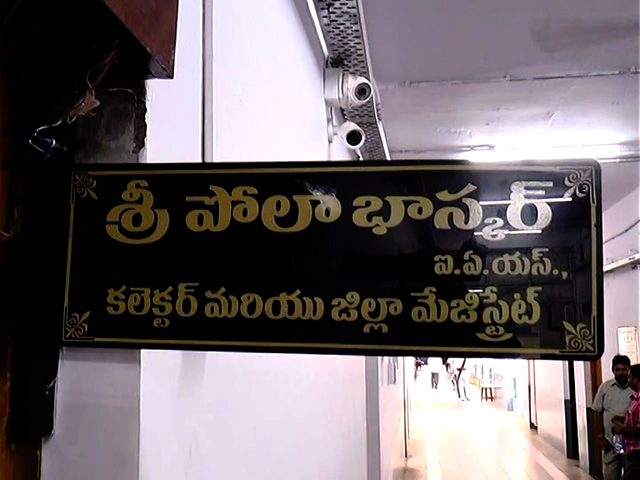 శ్రీ పోలా భాస్కర్
ఐ.ఏ.యస్.,
కలెక్టర్ మరియు జిల్లా మేజిస్ట్రేట్